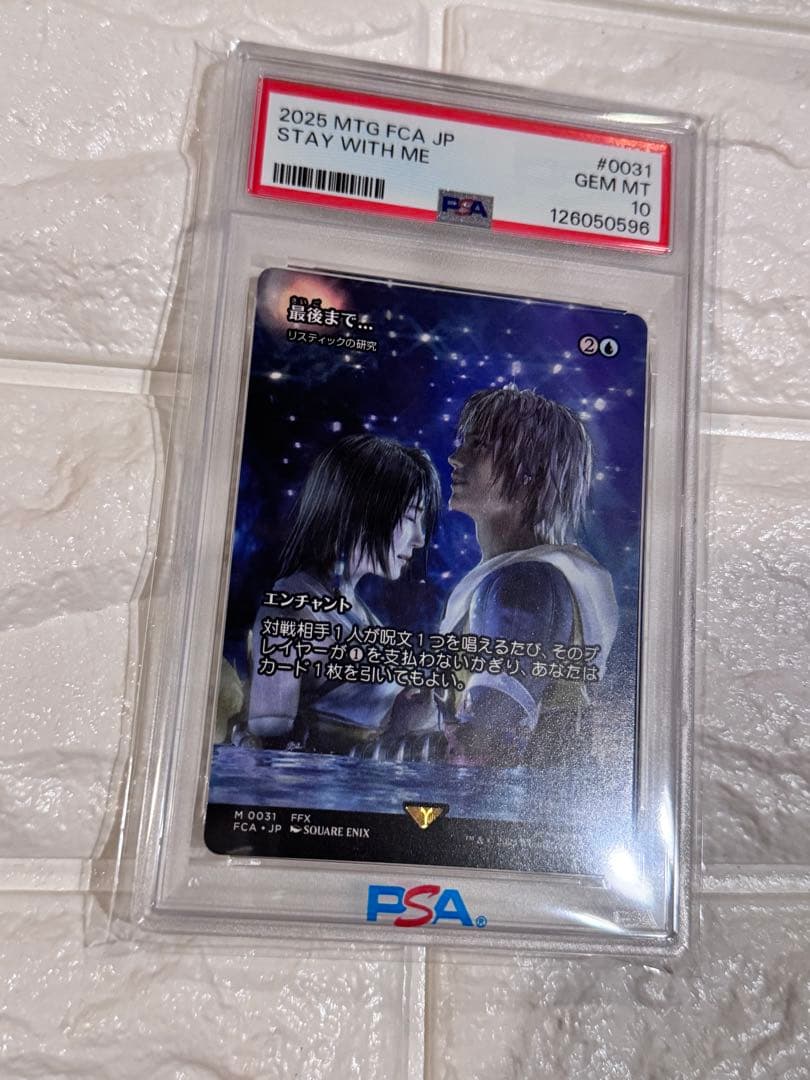 2025 MTG FCA JP
#0031
STAY WITH ME
GEM MT
10
PSA
126050596
さいご
最後まで…
リスティックの研究
2
エンチャント
対戦相手1人が呪文1つを唱えるたび、そのプ
レイヤーが1を支払わないかぎり、あなたは
カード1枚を引いてもよい。
M 0031 FFX
FCA • JP SQUARE ENIX
PSA®